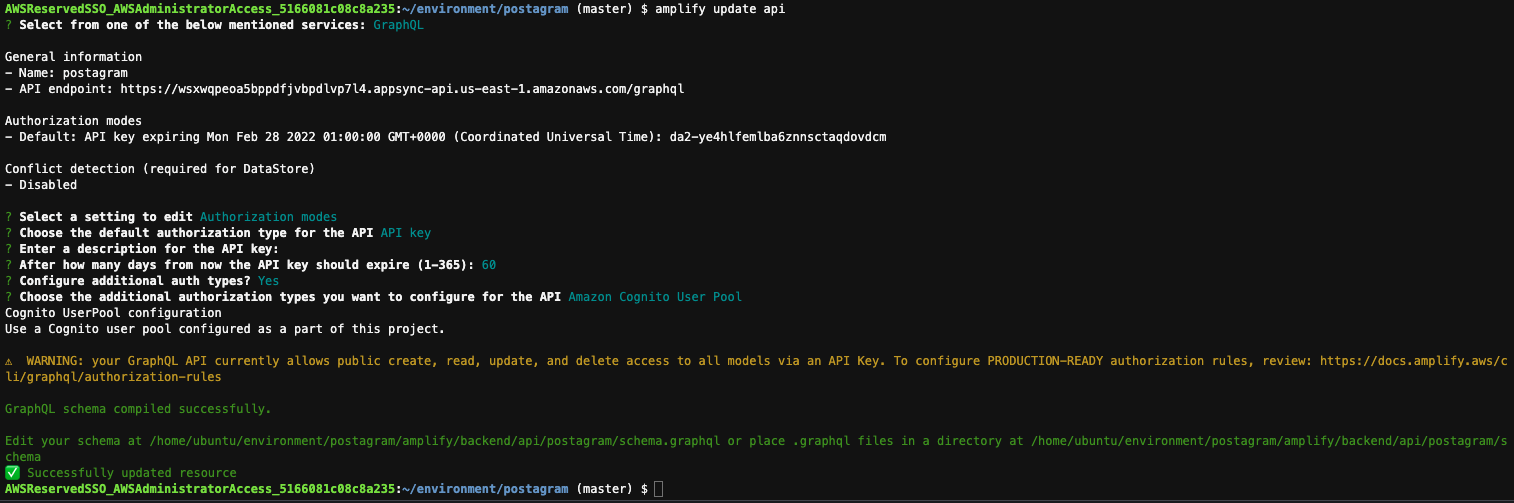 AWSReservedSSO_AWSAdministratorAccess_5166081c08c8a235:~/environment/postagram (master) $ amplify update api
? Select from one of the below mentioned services: GraphQL
General information
- Name: postagram
- API endpoint: https://wsxwqpeoa5bppdfjvbpdlvp7l4.appsync-api.us-east-1.amazonaws.com/graphql
Authorization modes
- Default: API key expiring Mon Feb 28 2022 01:00:00 GMT+0000 (Coordinated Universal Time): da2-ye4hlfemlba6znnsctaqdovdcm
Conflict detection (required for DataStore)
- Disabled
? Select a setting to edit Authorization modes
? Choose the default authorization type for the API API key
? Enter a description for the API key:
? After how many days from now the API key should expire (1-365): 60
? Configure additional auth types? Yes
? Choose the additional authorization types you want to configure for the API Amazon Cognito User Pool
Cognito UserPool configuration
Use a Cognito user pool configured as a part of this project.
⚠ WARNING: your GraphQL API currently allows public create, read, update, and delete access to all models via an API Key. To configure PRODUCTION-READY authorization rules, review: https://docs.amplify.aws/c
li/graphql/authorization-rules
GraphQL schema compiled successfully.
Edit your schema at /home/ubuntu/environment/postagram/amplify/backend/api/postagram/schema.graphql or place .graphql files in a directory at /home/ubuntu/environment/postagram/amplify/backend/api/postagram/s
chema
✅ Successfully updated resource
AWSReservedSSO_AWSAdministratorAccess_5166081c08c8a235:~/environment/postagram (master) $